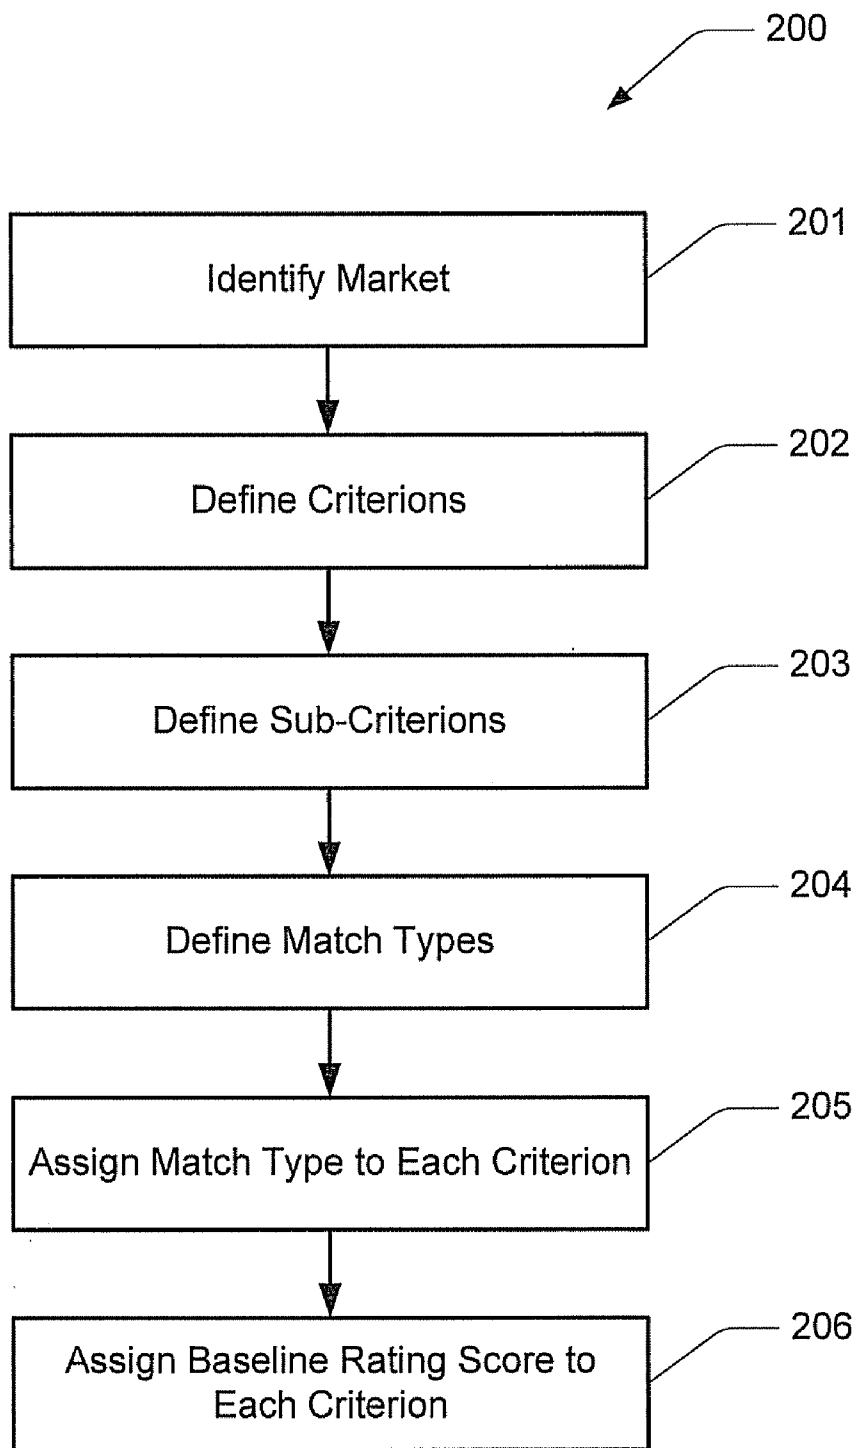 200
201
Identify Market
202
Define Criterions
203
Define Sub-Criterions
204
Define Match Types
205
Assign Match Type to Each Criterion
206
Assign Baseline Rating Score to
Each Criterion